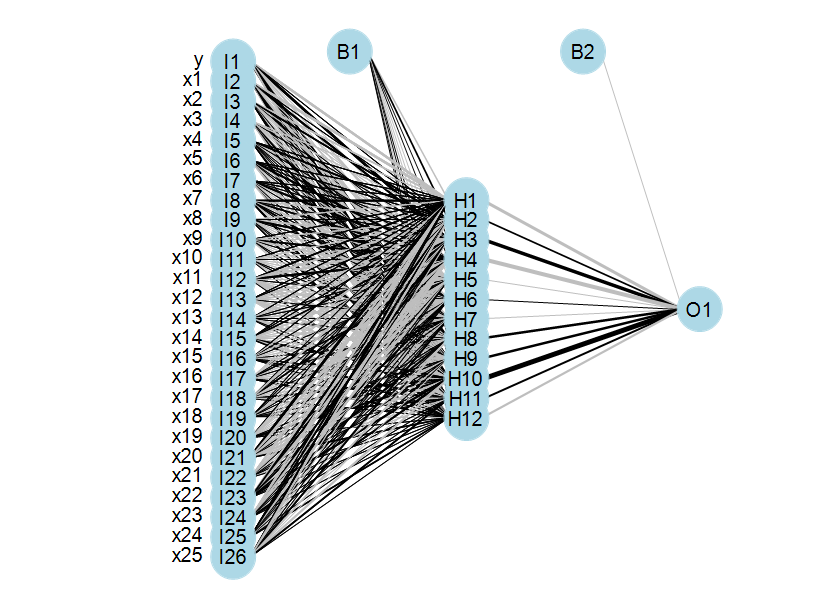 B1 B2
y I1
x1 I2
x2 I3
x3 I4
x4 I5
x5 I6
x6 I7
x7 I8 H1
x8 I9 H2
x9 I10 H3
x10 I11 H4
x11 I12 H5
x12 I13 H6
x13 I14 H7 O1
x14 I15 H8
x15 I16 H9
x16 I17 H10
x17 I18 H11
x18 I19 H12
x19 I20
x20 I21
x21 I22
x22 I23
x23 I24
x24 I25
x25 I26